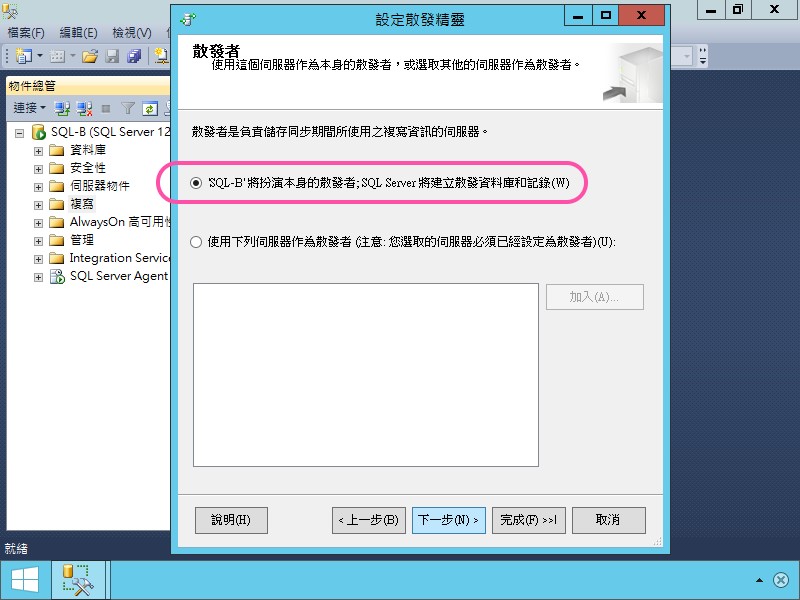 設定散發精靈
檔案(F) 編輯(E) 檢視(V)
物件總管
連接
SQL-B (SQL Server 12
資料庫
安全性
伺服器物件
複寫
AlwaysOn 高可用性
管理
Integration Service
SQL Server Agent
散發者
使用這個伺服器作為本身的散發者，或選取其他的伺服器作為散發者。
散發者是負責儲存同步期間所使用之複寫資訊的伺服器。
'SQL-B' 將扮演本身的散發者; SQL Server 將建立散發資料庫和記錄(W)
使用下列伺服器作為散發者 (注意: 您選取的伺服器必須已經設定為散發者)(U):
加入(A)...
說明(H)
< 上一步(B)
下一步(N) >
完成(F) >>|
取消
就緒